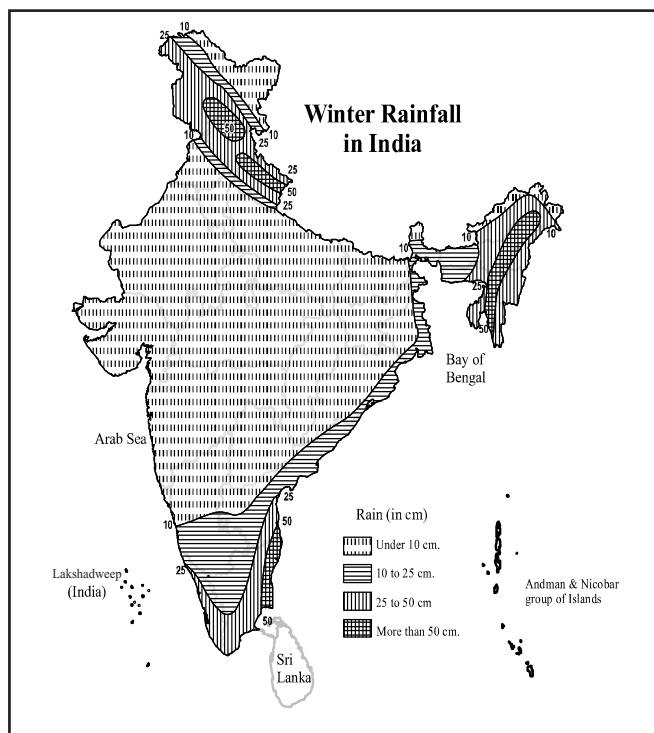 25
10
Winter Rainfall
in India
50
10
25
10
25
50
25
10
10
10
25
50
Bay of
Bengal
Arab Sea
25
50
Rain (in cm)
10
Under 10 cm.
Lakshadweep
(India)
25
10 to 25 cm.
Andman & Nicobar
group of Islands
25 to 50 cm
50
More than 50 cm.
Sri
Lanka